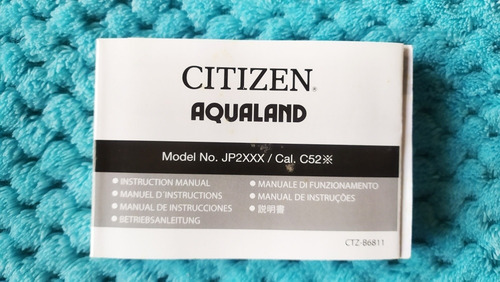 CITIZEN®
AQUALAND
Model No. JP2XXX / Cal. C52※
● INSTRUCTION MANUAL
● MANUEL D´INSTRUCTIONS
● MANUAL DE INSTRUCCIONES
● BETRIEBSANLEITUNG
● MANUALE DI FUNZIONAMENTO
● MANUAL DE INSTRUÇÕES
● 説明書
CTZ-B6811